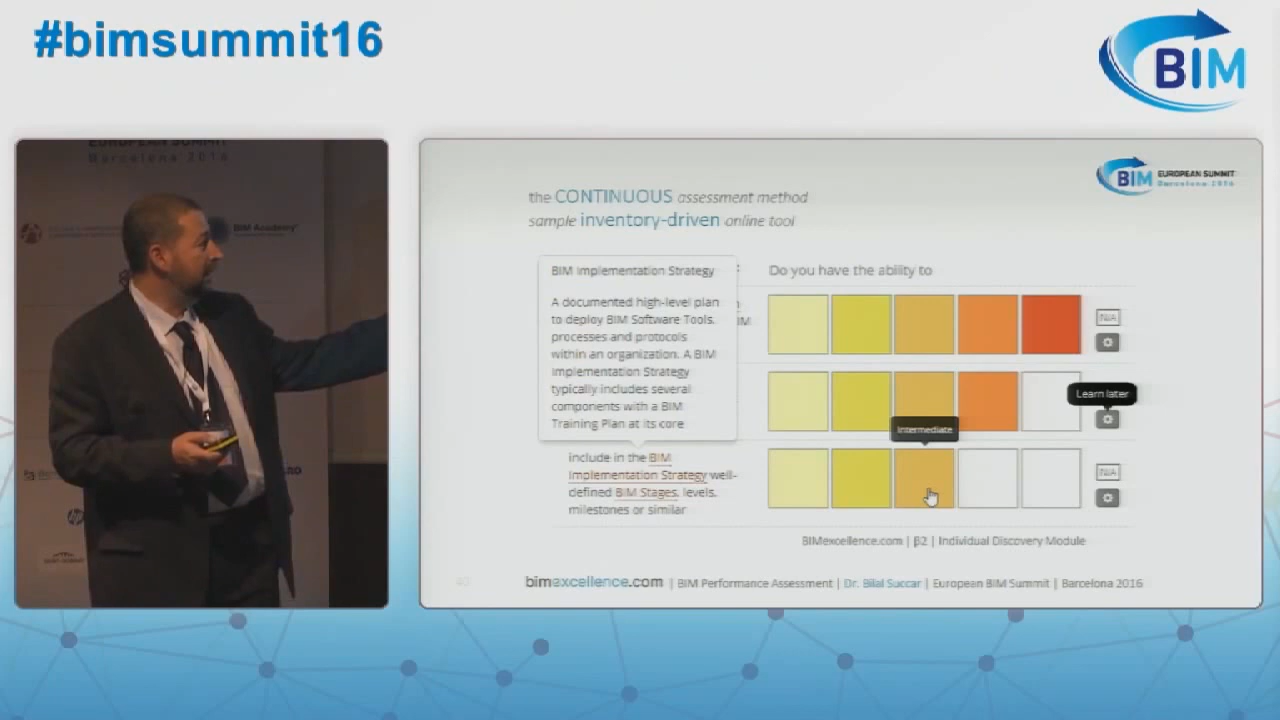 #bimsummit16
BIM
EUROPEAN SUMMIT
Barcelona 2016
BIM Academy
hp
BIM EUROPEAN SUMMIT
Barcelona 2016
the CONTINUOUS assessment method
sample inventory-driven online tool
BIM Implementation Strategy
A documented high-level plan
to deploy BIM Software Tools,
processes and protocols
within an organization. A BIM
Implementation Strategy
typically includes several
components with a BIM
Training Plan at its core
include in the BIM
Implementation Strategy well-
defined BIM Stages, levels,
milestones or similar
Do you have the ability to
N/A
Learn later
Intermediate
N/A
BIMexcellence.com | β2 | Individual Discovery Module
40
bimexcellence.com | BIM Performance Assessment | Dr. Bilal Succar | European BIM Summit | Barcelona 2016